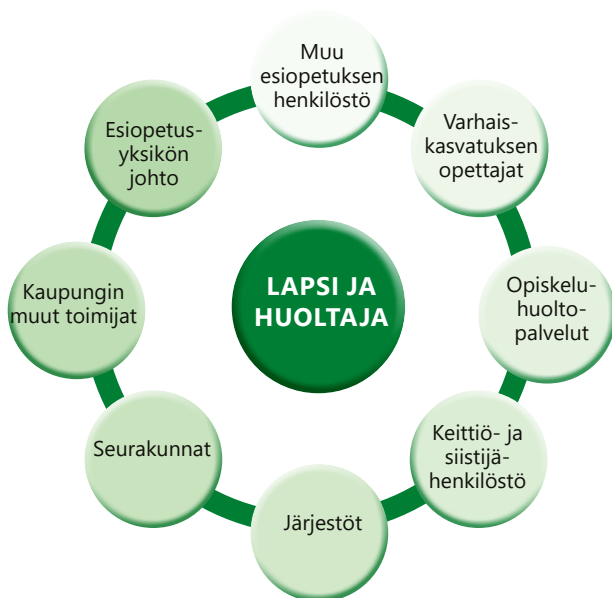 Muu
esiopetuksen
henkilöstö
Varhais-
kasvatuksen
opettajat
Opiskelu-
huolto-
palvelut
Keittiö- ja
siistijä-
henkilöstö
Järjestöt
Seurakunnat
Kaupungin
muut toimijat
Esiopetus-
yksikön
johto
LAPSI JA
HUOLTAJA